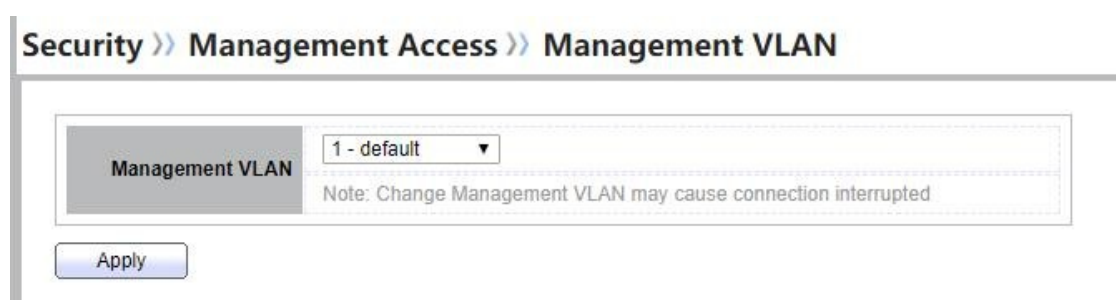 Security 》 Management Access 》 Management VLAN
Management VLAN
1 - default ▼
Note: Change Management VLAN may cause connection interrupted
Apply